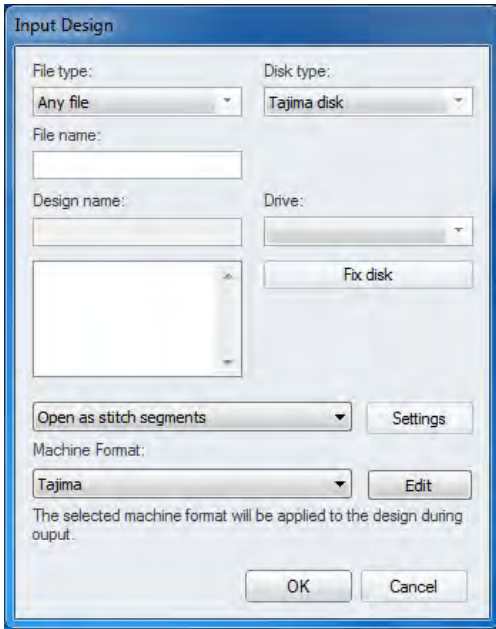 Input Design
File type: Disk type:
Any file Tajima disk
File name:
Design name: Drive:
Fix disk
Open as stitch segments Settings
Machine Format:
Tajima Edit
The selected machine format will be applied to the design during
ouput.
OK Cancel